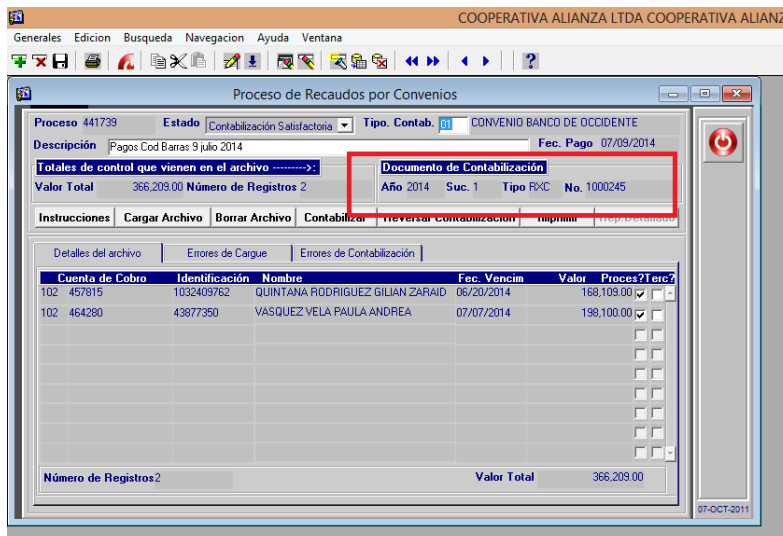 COOPERATIVA ALIANZA LTDA COOPERATIVA ALIANZ
Generales Edicion Busqueda Navegacion Ayuda Ventana
Proceso de Recaudos por Convenios
Proceso 441739 Estado Contabilización Satisfactoria Tipo. Contab. 01 CONVENIO BANCO DE OCCIDENTE
Descripción Pagos Cod Barras 9 julio 2014 Fec. Pago 07/09/2014
Totales de control que vienen en el archivo --------->: Documento de Contabilización
Valor Total 366,209.00 Número de Registros 2 Año 2014 Suc. 1 Tipo RXC No. 1000245
Instrucciones Cargar Archivo Borrar Archivo Contabilizar Reversar Contabilización Imprimir Rep.Detallado
Detalles del archivo Errores de Cargue Errores de Contabilización
Cuenta de Cobro Identificación Nombre Fec. Vencim Valor Proces?Terc?
102 457815 1032409762 QUINTANA RODRIGUEZ GILIAN ZARAID 06/20/2014 168,109.00
102 464280 43877350 VASQUEZ VELA PAULA ANDREA 07/07/2014 198,100.00
Número de Registros2 Valor Total 366,209.00
07-OCT-2011